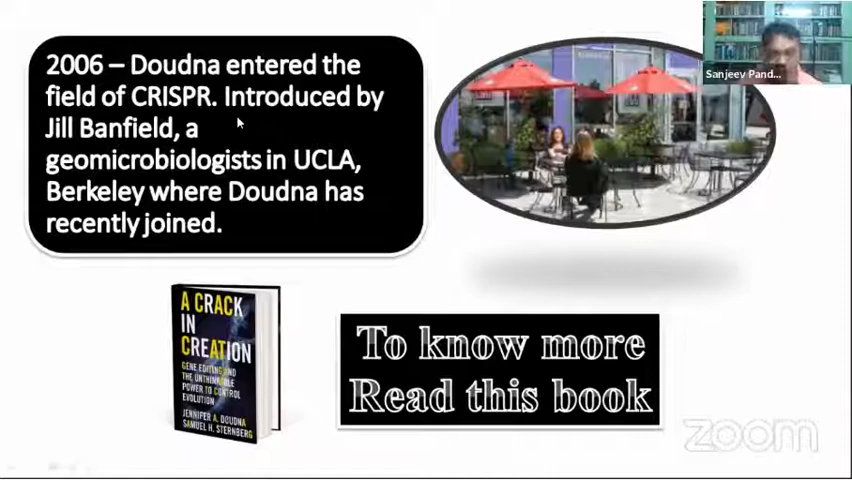 2006 – Doudna entered the
field of CRISPR. Introduced by
Jill Banfield, a
geomicrobiologists in UCLA,
Berkeley where Doudna has
recently joined.
Sanjeev Pand...
A CRACK
IN
CREATION
GENE EDITING AND
THE UNTHINKABLE
POWER TO CONTROL
EVOLUTION
JENNIFER A. DOUDNA
SAMUEL H. STERNBERG
To know more
Read this book
zoom